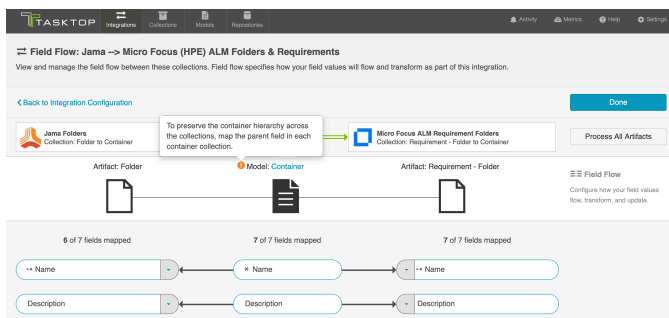 TASKTOP
Integrations
Collections
Models
Repositories
Activity
Metrics
Help
Settings
Field Flow: Jama --> Micro Focus (HPE) ALM Folders & Requirements
View and manage the field flow between these collections. Field flow specifies how your field values will flow and transform as part of this integration.
Back to Integration Configuration
Done
To preserve the container hierarchy across
the collections, map the parent field in each
container collection.
Jama Folders
Collection: Folder to Container
Micro Focus ALM Requirement Folders
Collection: Requirement - Folder to Container
Process All Artifacts
Artifact: Folder
Model: Container
Artifact: Requirement - Folder
Field Flow
Configure how your field values
flow, transform, and update.
6 of 7 fields mapped
7 of 7 fields mapped
7 of 7 fields mapped
Name
* Name
Name
Description
Description
Description